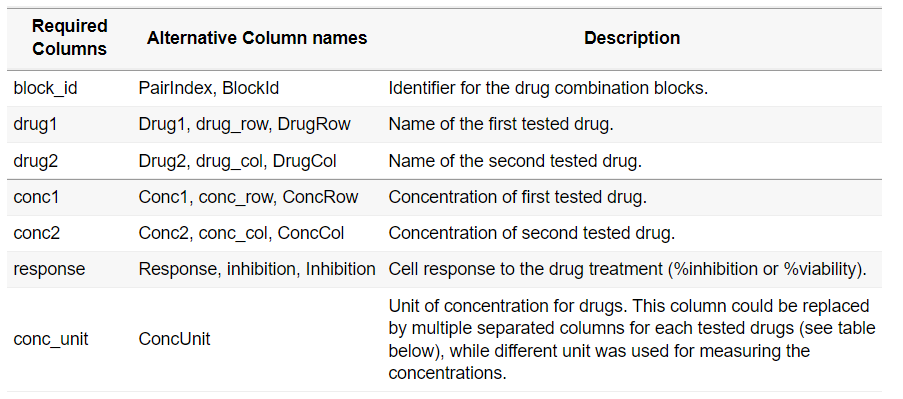 Required Columns Alternative Column names Description
block_id PairIndex, BlockId Identifier for the drug combination blocks.
drug1 Drug1, drug_row, DrugRow Name of the first tested drug.
drug2 Drug2, drug_col, DrugCol Name of the second tested drug.
conc1 Conc1, conc_row, ConcRow Concentration of first tested drug.
conc2 Conc2, conc_col, ConcCol Concentration of second tested drug.
response Response, inhibition, Inhibition Cell response to the drug treatment (%inhibition or %viability).
conc_unit ConcUnit Unit of concentration for drugs. This column could be replaced
by multiple separated columns for each tested drugs (see table
below), while different unit was used for measuring the
concentrations.